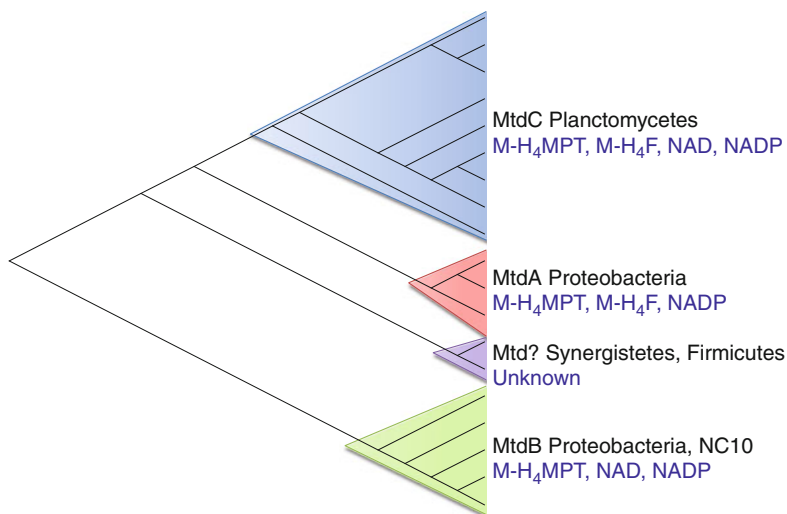 MtdC Planctomycetes
M-H₄MPT, M-H₄F, NAD, NADP
MtdA Proteobacteria
M-H₄MPT, M-H₄F, NADP
Mtd? Synergistetes, Firmicutes
Unknown
MtdB Proteobacteria, NC10
M-H₄MPT, NAD, NADP